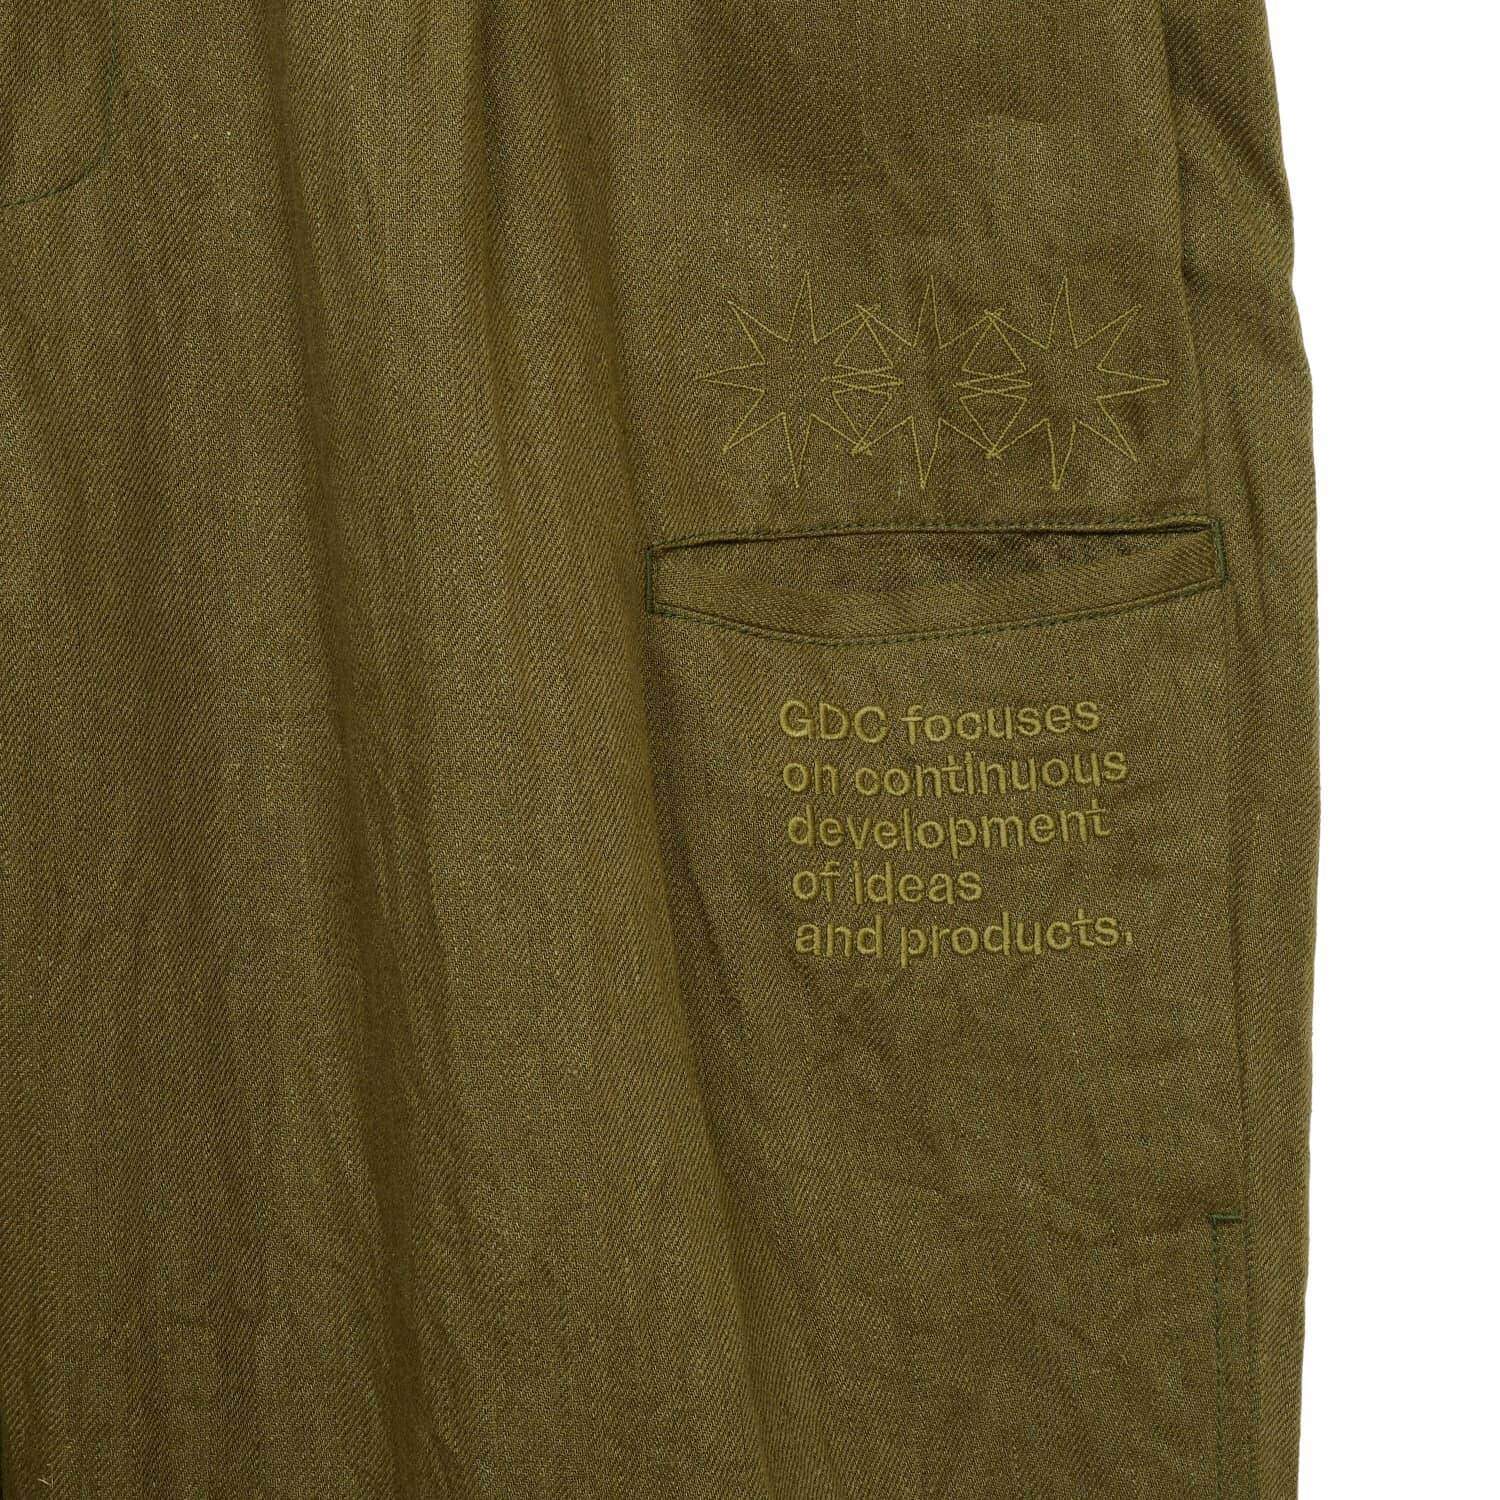 GDC focuses
on continuous
development
of ideas
and products.